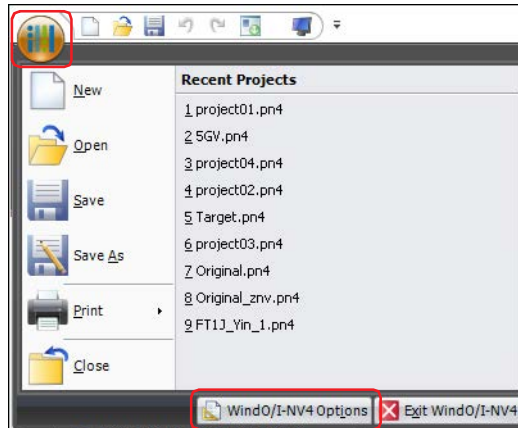 New
Open
Save
Save As
Print
Close
Recent Projects
1 project01.pn4
2 5GV.pn4
3 project04.pn4
4 project02.pn4
5 Target.pn4
6 project03.pn4
7 Original.pn4
8 Original_znv.pn4
9 FT1J_Yin_1.pn4
WindO/I-NV4 Options
Exit WindO/I-NV4